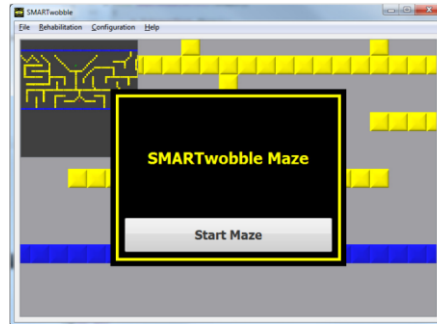 SMARTwobble
File Rehabilitation Configuration Help
SMARTwobble Maze
Start Maze